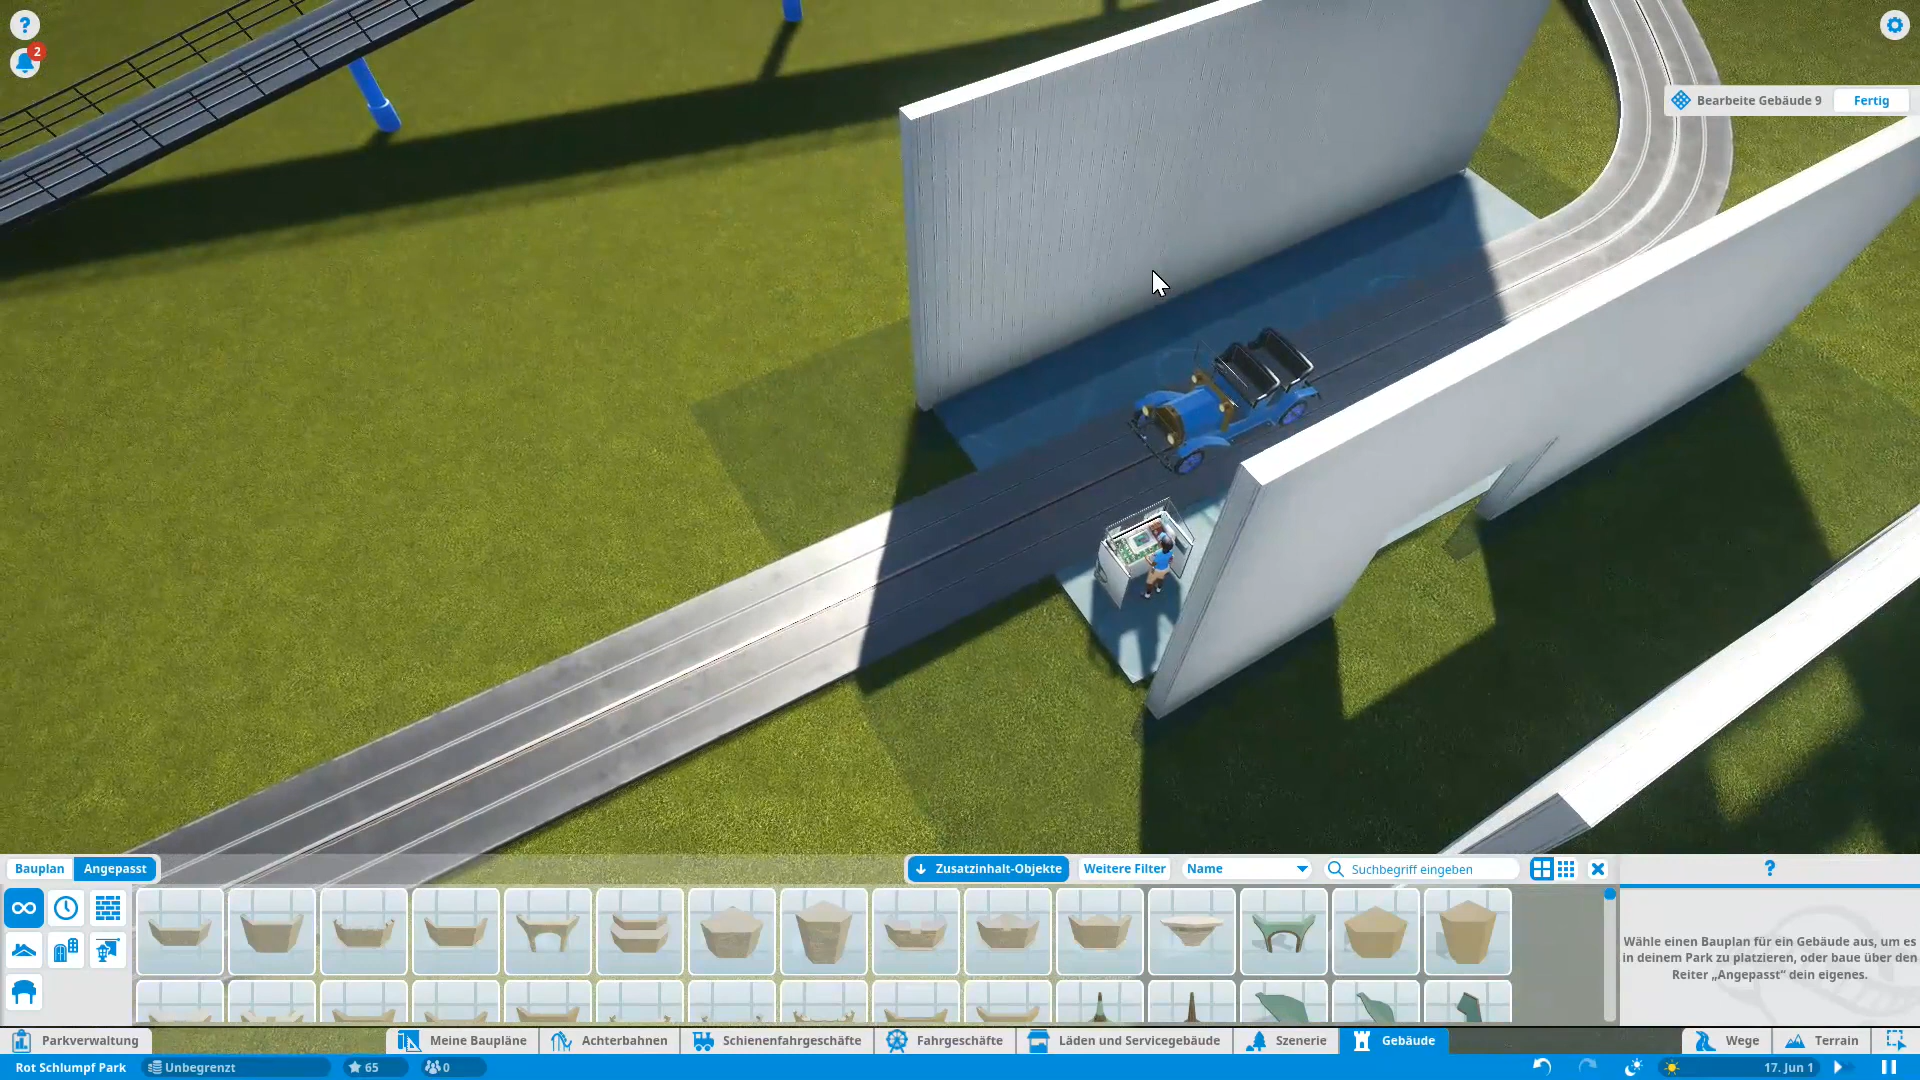 ?
2
Bearbeite Gebäude 9
Fertig
Bauplan
Angepasst
Zusatzinhalt-Objekte
Weitere Filter
Name
Suchbegriff eingeben
?
Wähle einen Bauplan für ein Gebäude aus, um es
in deinem Park zu platzieren, oder baue über den
Reiter „Angepasst“ dein eigenes.
Parkverwaltung
Meine Baupläne
Achterbahnen
Schienenfahrgeschäfte
Fahrgeschäfte
Läden und Servicegebäude
Szenerie
Gebäude
Wege
Terrain
Rot Schlumpf Park
Unbegrenzt
65
0
17. Jun 1